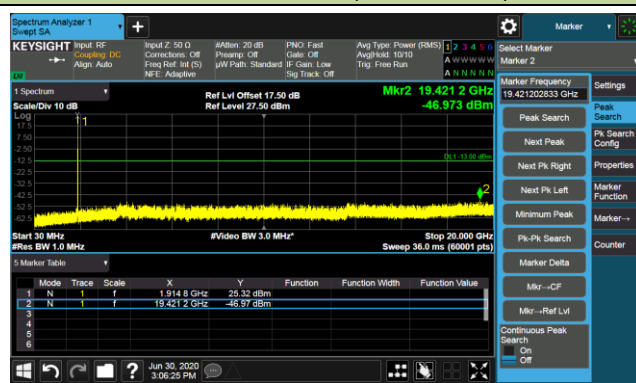 Spectrum Analyzer 1
Swept SA
Marker
KEYSIGHT
Input: RF
Coupling: DC
Align: Auto
Input Z: 50 Ω
Corrections: Off
Freq Ref: Int (S)
NFE: Adaptive
#Atten: 20 dB
Preamp: Off
µW Path: Standard
PNO: Fast
Gate: Off
IF Gain: Low
Sig Track: Off
Avg Type: Power (RMS)
Avg|Hold: 10/10
Trig: Free Run
1 2 3 4 5 6
A W W W W W
A N N N N N
Select Marker
Marker 2
Marker Frequency
19.421202833 GHz
Settings
Peak Search
Next Peak
Next Pk Right
Next Pk Left
Minimum Peak
Pk-Pk Search
Marker Delta
Mkr→CF
Mkr→Ref Lvl
Continuous Peak Search
On
Off
Peak Search
Pk Search Config
Properties
Marker Function
Marker→
Counter
1 Spectrum
Scale/Div 10 dB
Ref Lvl Offset 17.50 dB
Ref Level 27.50 dBm
Mkr2 19.421 2 GHz
-46.973 dBm
Log
17.5
7.50
-2.50
-12.5
-22.5
-32.5
-42.5
-52.5
-62.5
1
DL1 -13.00 dBm
2
Start 30 MHz
#Res BW 1.0 MHz
#Video BW 3.0 MHz*
Stop 20.000 GHz
Sweep 36.0 ms (60001 pts)
5 Marker Table
Mode Trace Scale X Y Function Function Width Function Value
1 N 1 f 1.914 8 GHz 25.32 dBm
2 N 1 f 19.421 2 GHz -46.97 dBm
3
4
5
6
?
Jun 30, 2020
3:06:25 PM